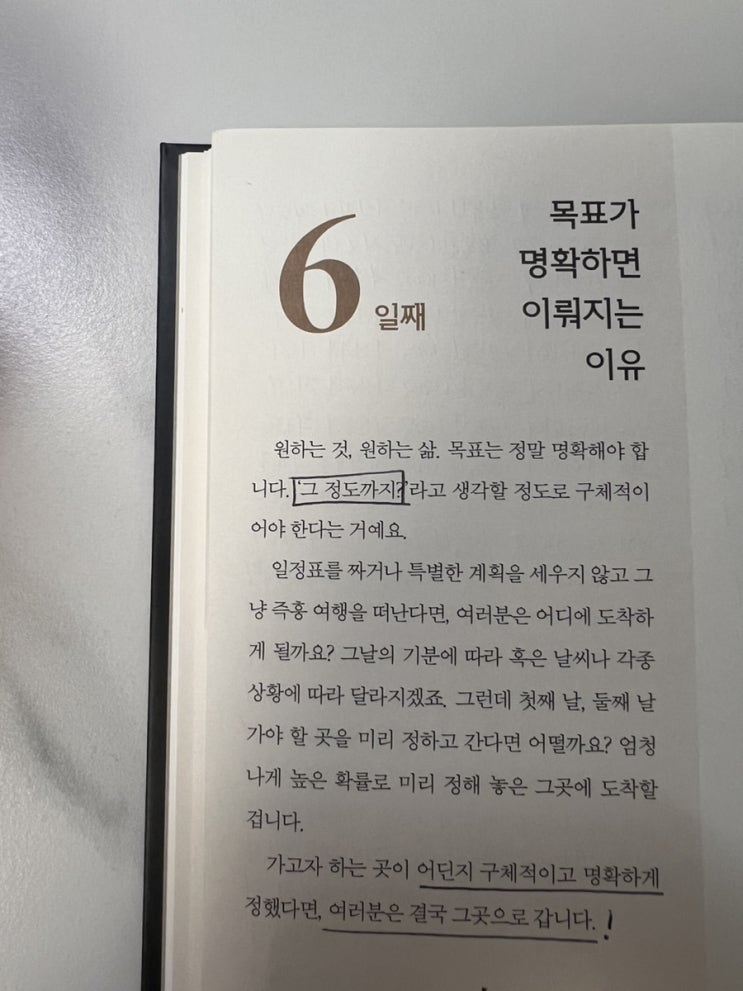 6 일째
목표가
명확하면
이뤄지는
이유
원하는 것, 원하는 삶. 목표는 정말 명확해야 합
니다. ‘그 정도까지?’라고 생각할 정도로 구체적이
어야 한다는 거예요.
일정표를 짜거나 특별한 계획을 세우지 않고 그
냥 즉흥 여행을 떠난다면, 여러분은 어디에 도착하
게 될까요? 그날의 기분에 따라 혹은 날씨나 각종
상황에 따라 달라지겠죠. 그런데 첫째 날, 둘째 날
가야 할 곳을 미리 정하고 간다면 어떨까요? 엄청
나게 높은 확률로 미리 정해 놓은 그곳에 도착할
겁니다.
가고자 하는 곳이 어딘지 구체적이고 명확하게
정했다면, 여러분은 결국 그곳으로 갑니다. !